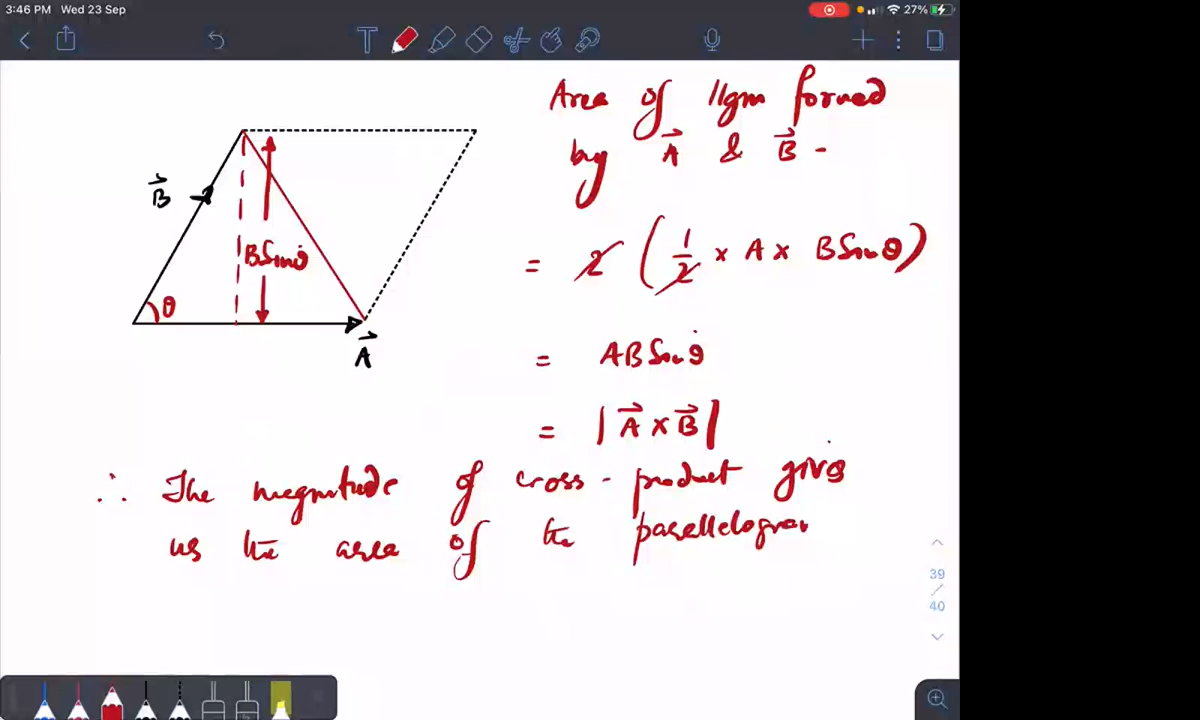 3:46 PM Wed 23 Sep
27%
T
Area of llgm formed
by A⃗ & B⃗ -
B⃗
BSinθ
= 2 ( 1/2 × A × BSinθ )
θ
A⃗
= ABSinθ
= | A⃗ × B⃗ |
∴ The magnitude of cross - product gives
us the area of the parallelogram
39
/
40